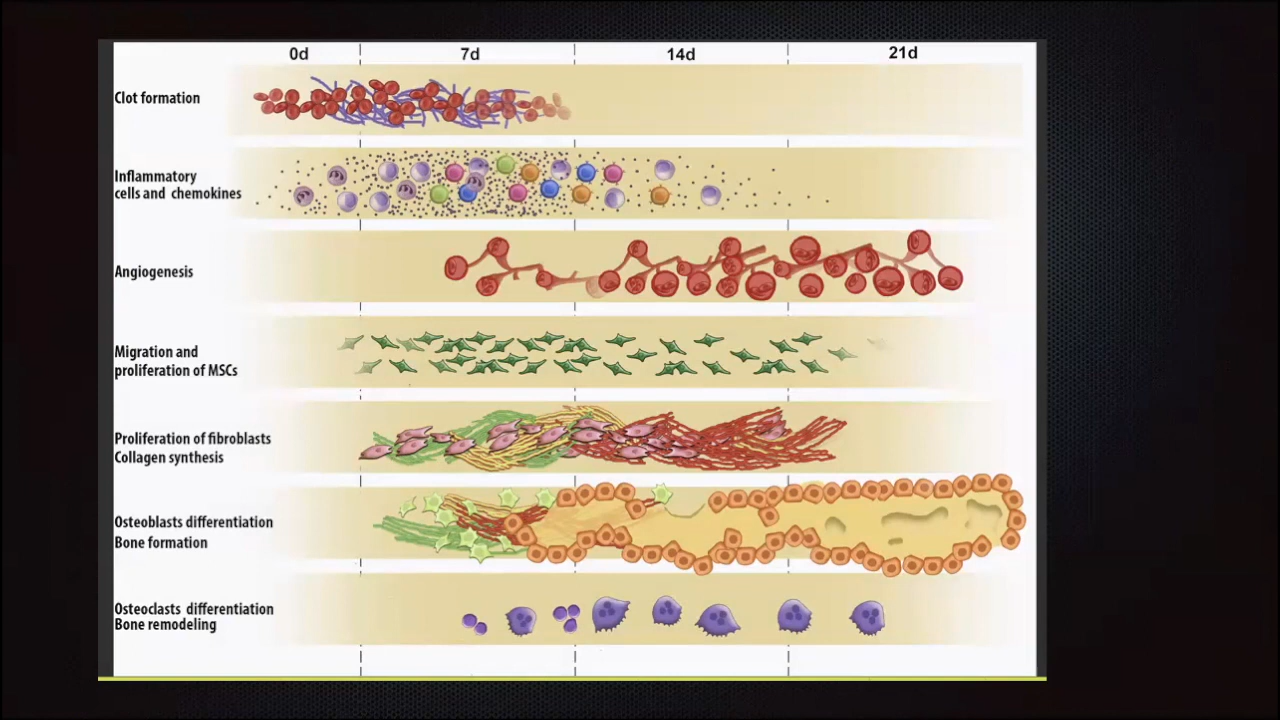 0d 7d 14d 21d
Clot formation
Inflammatory
cells and chemokines
Angiogenesis
Migration and
proliferation of MSCs
Proliferation of fibroblasts
Collagen synthesis
Osteoblasts differentiation
Bone formation
Osteoclasts differentiation
Bone remodeling